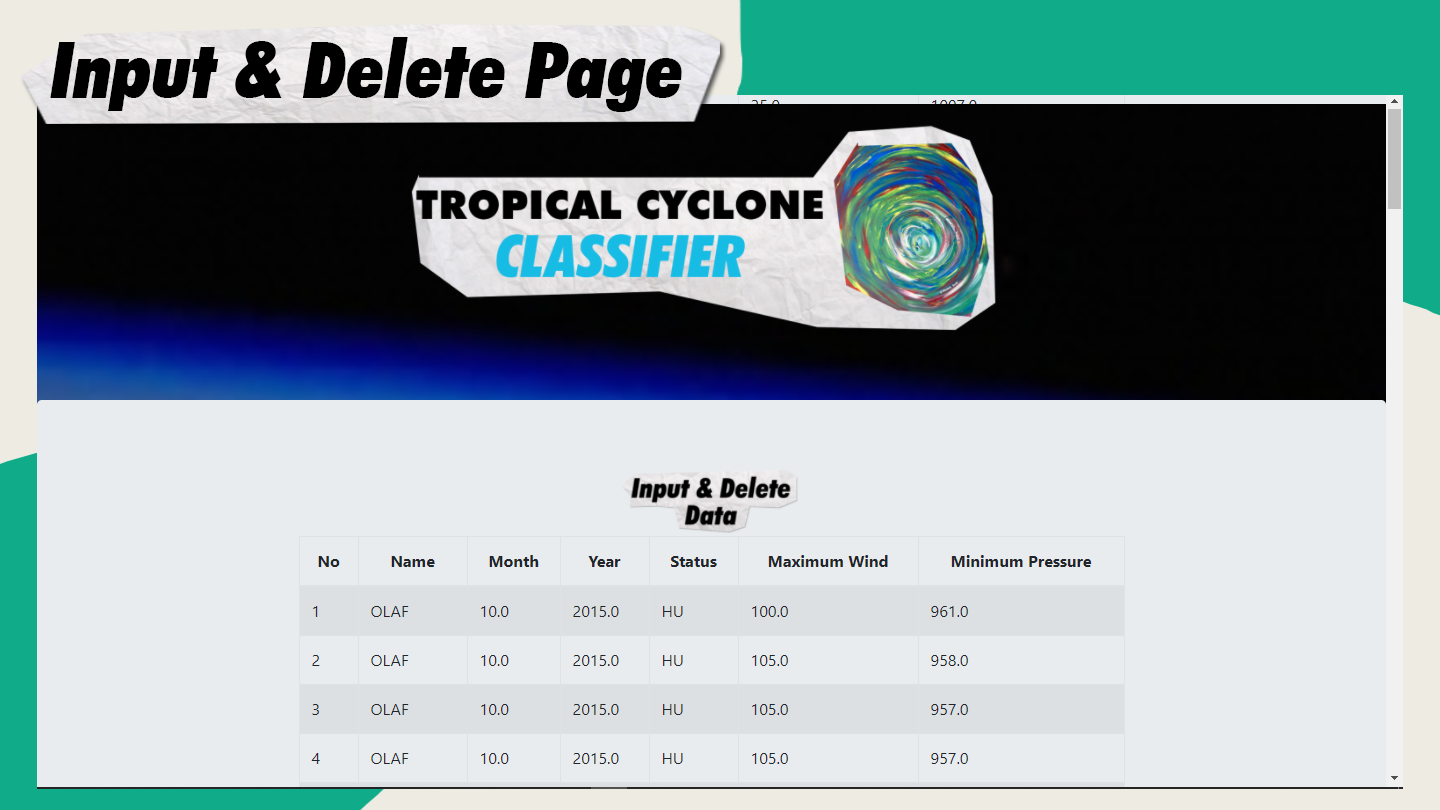 Input & Delete Page
TROPICAL CYCLONE
CLASSIFIER
Input & Delete
Data
No Name Month Year Status Maximum Wind Minimum Pressure
1 OLAF 10.0 2015.0 HU 100.0 961.0
2 OLAF 10.0 2015.0 HU 105.0 958.0
3 OLAF 10.0 2015.0 HU 105.0 957.0
4 OLAF 10.0 2015.0 HU 105.0 957.0